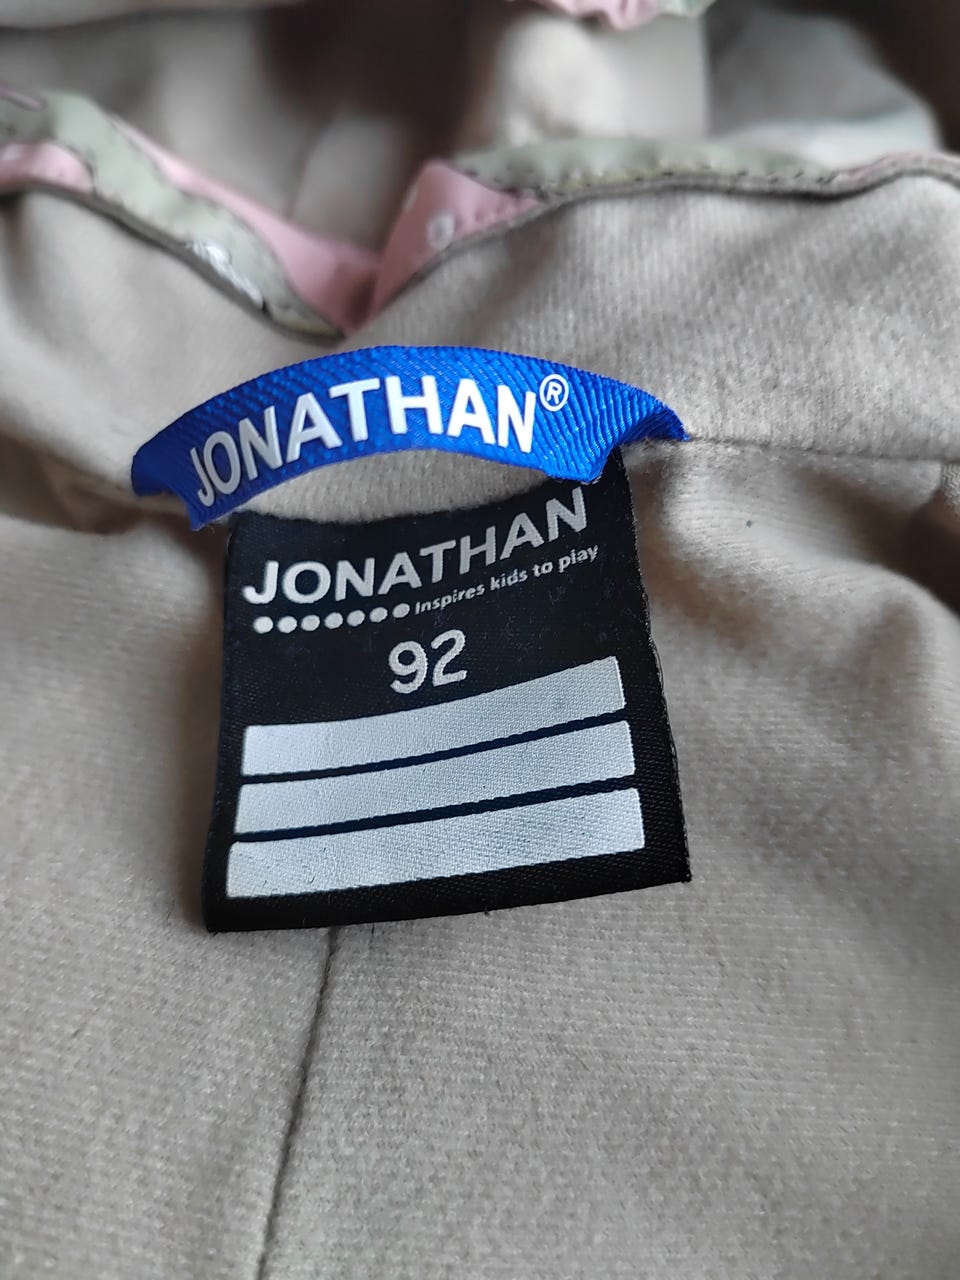 JONATHAN®
JONATHAN
Inspires kids to play
92